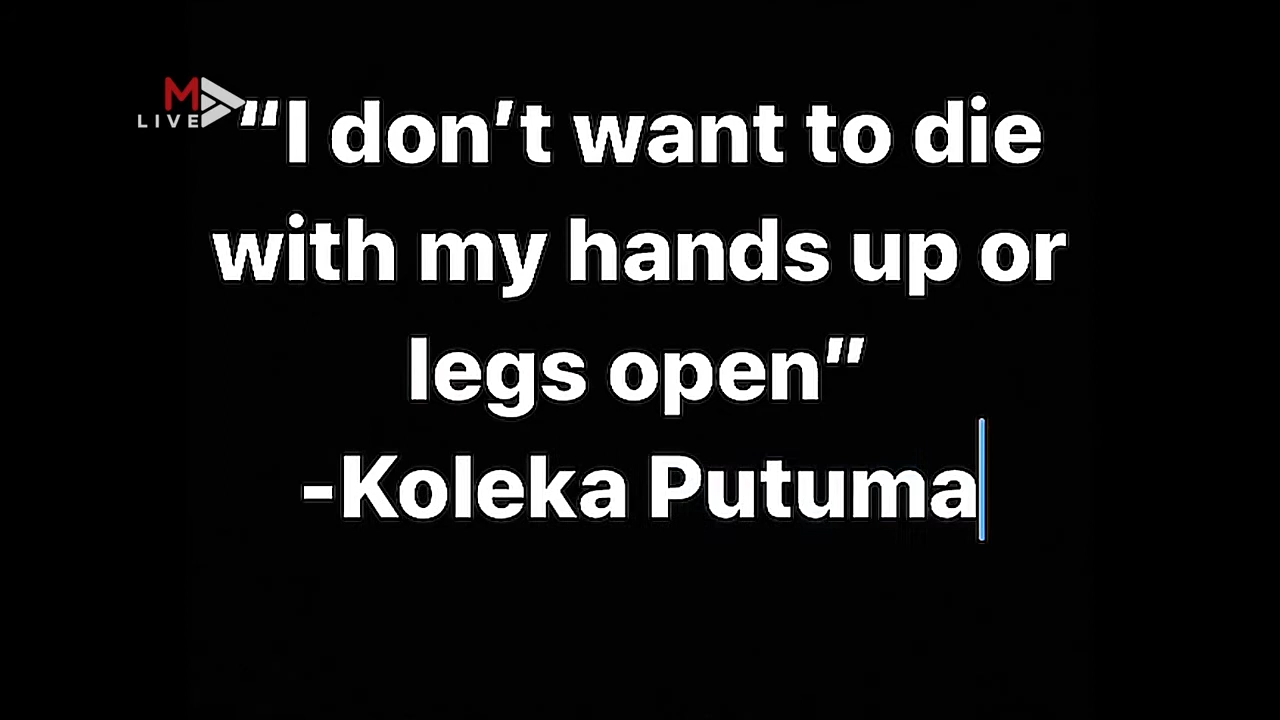 M
LIVE
“I don’t want to die
with my hands up or
legs open”
-Koleka Putuma